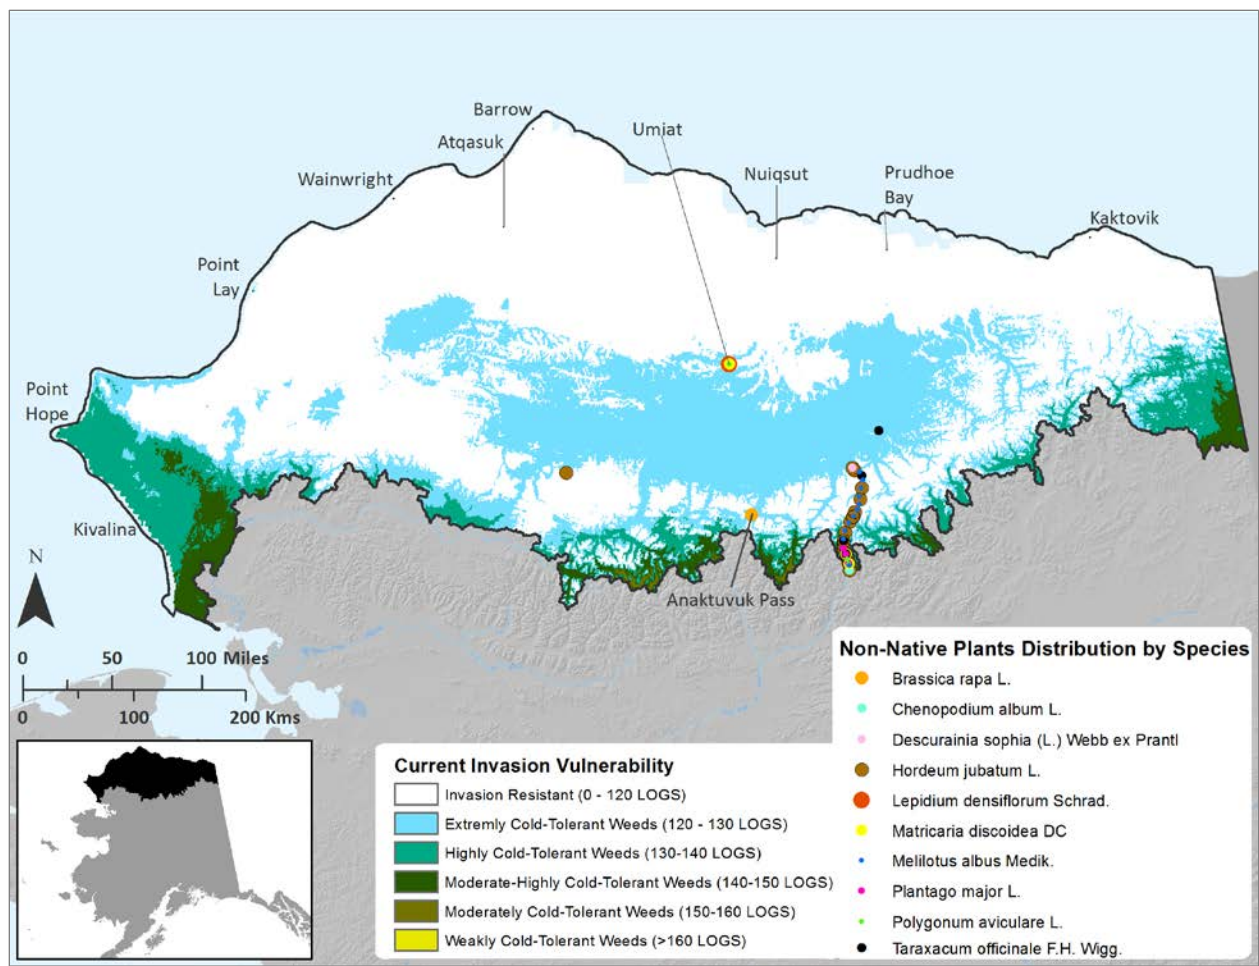 Barrow
Atqasuk
Umiat
Wainwright
Nuiqsut
Prudhoe
Bay
Kaktovik
Point
Lay
Point
Hope
Kivalina
Anaktuvuk Pass
N
0 50 100 Miles
0 100 200 Kms
Current Invasion Vulnerability
Invasion Resistant (0 - 120 LOGS)
Extremly Cold-Tolerant Weeds (120 - 130 LOGS)
Highly Cold-Tolerant Weeds (130-140 LOGS)
Moderate-Highly Cold-Tolerant Weeds (140-150 LOGS)
Moderately Cold-Tolerant Weeds (150-160 LOGS)
Weakly Cold-Tolerant Weeds (>160 LOGS)
Non-Native Plants Distribution by Species
Brassica rapa L.
Chenopodium album L.
Descurainia sophia (L.) Webb ex Prantl
Hordeum jubatum L.
Lepidium densiflorum Schrad.
Matricaria discoidea DC
Melilotus albus Medik.
Plantago major L.
Polygonum aviculare L.
Taraxacum officinale F.H. Wigg.